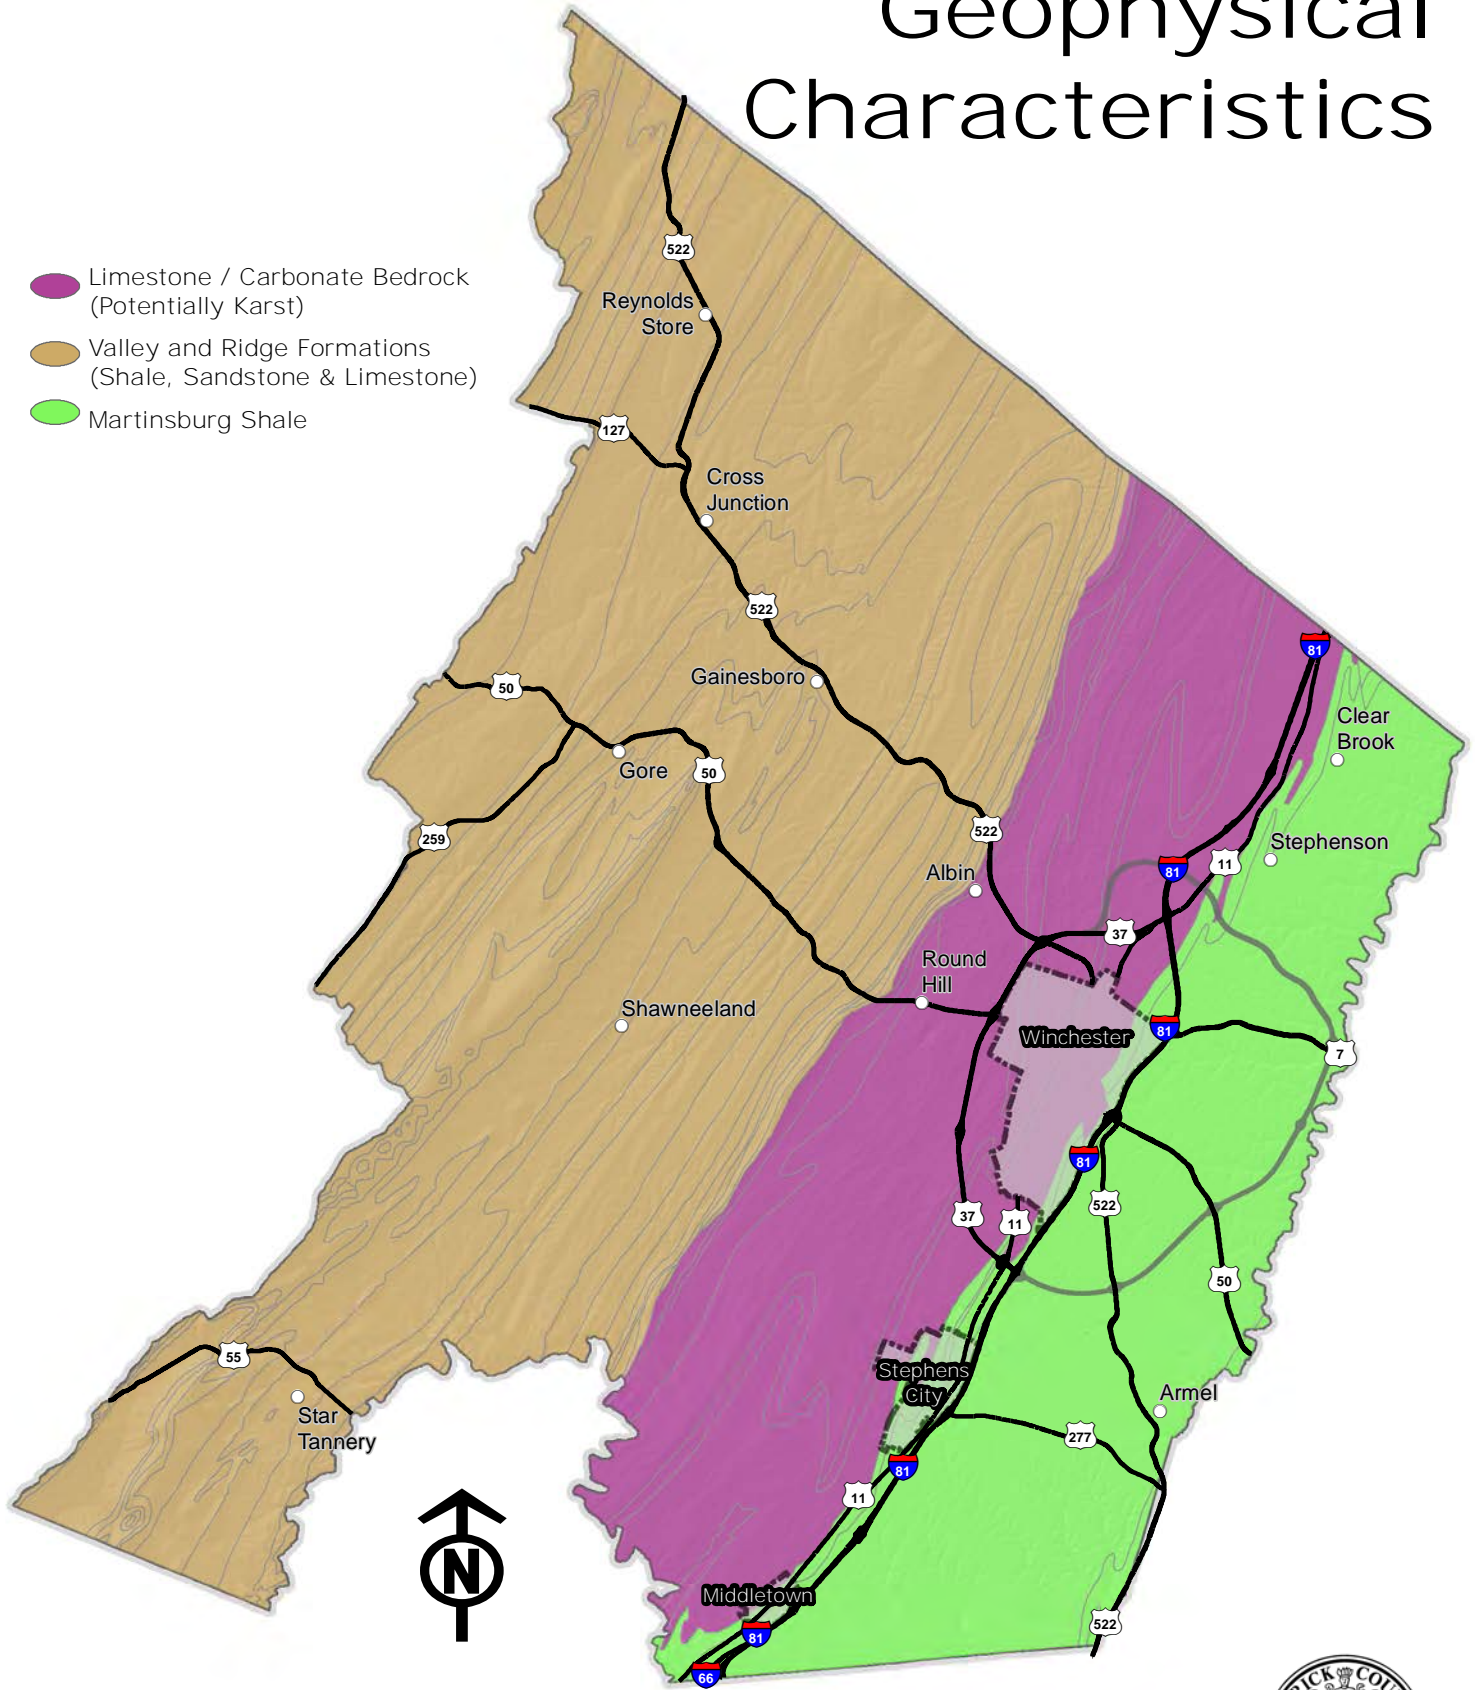 Geophysical
Characteristics
Limestone / Carbonate Bedrock
(Potentially Karst)
Valley and Ridge Formations
(Shale, Sandstone & Limestone)
Martinsburg Shale
522
Reynolds
Store
127
Cross
Junction
522
Gainesboro
50
Gore
50
259
522
Albin
81
Clear
Brook
Stephenson
11
81
37
Round
Hill
Shawneeland
Winchester
81
7
81
522
37
11
50
55
Star
Tannery
Stephens
City
Armel
277
81
11
Middletown
81
66
522
N
RICK COU